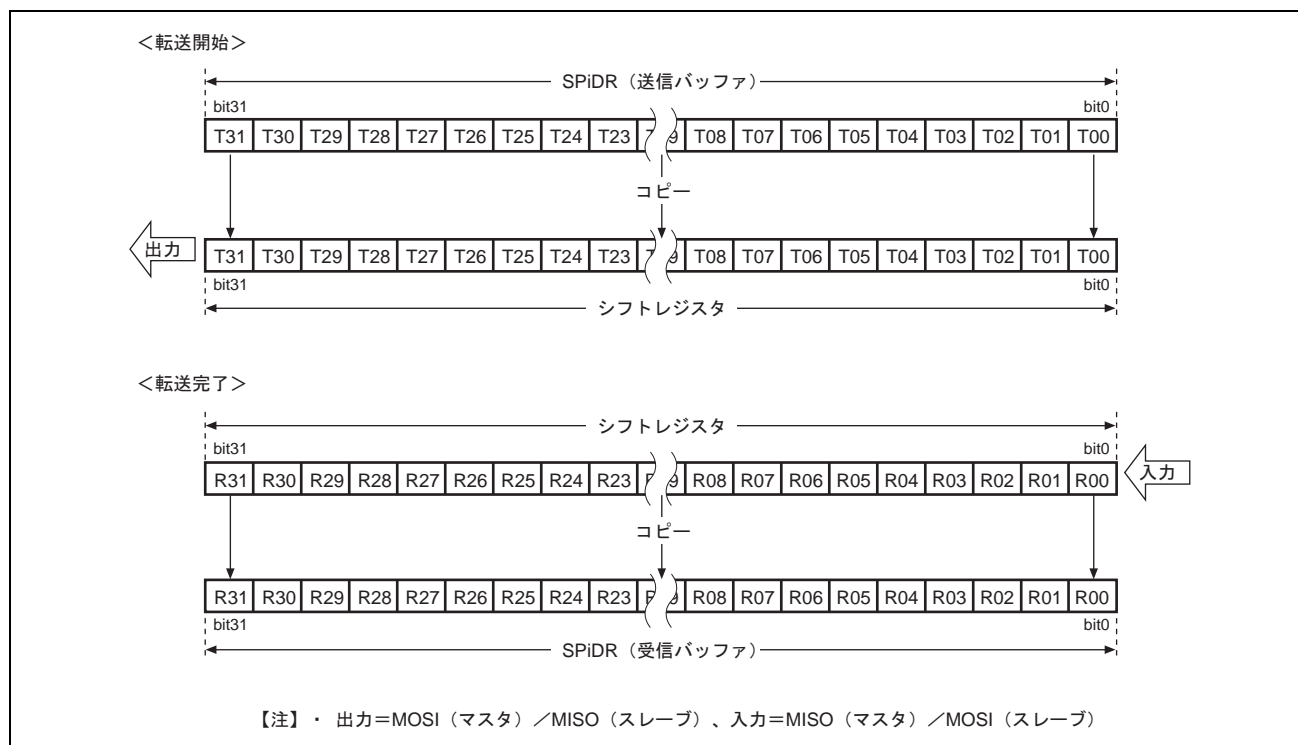 ＜転送開始＞
SPiDR（送信バッファ）
bit31 bit0
T31 T30 T29 T28 T27 T26 T25 T24 T23 T08 T07 T06 T05 T04 T03 T02 T01 T00
コピー
出力
T31 T30 T29 T28 T27 T26 T25 T24 T23 T08 T07 T06 T05 T04 T03 T02 T01 T00
bit31 bit0
シフトレジスタ
＜転送完了＞
シフトレジスタ
bit31 bit0
R31 R30 R29 R28 R27 R26 R25 R24 R23 R08 R07 R06 R05 R04 R03 R02 R01 R00
入力
コピー
R31 R30 R29 R28 R27 R26 R25 R24 R23 R08 R07 R06 R05 R04 R03 R02 R01 R00
bit31 bit0
SPiDR（受信バッファ）
【注】・ 出力＝MOSI（マスタ）／MISO（スレーブ）、入力＝MISO（マスタ）／MOSI（スレーブ）